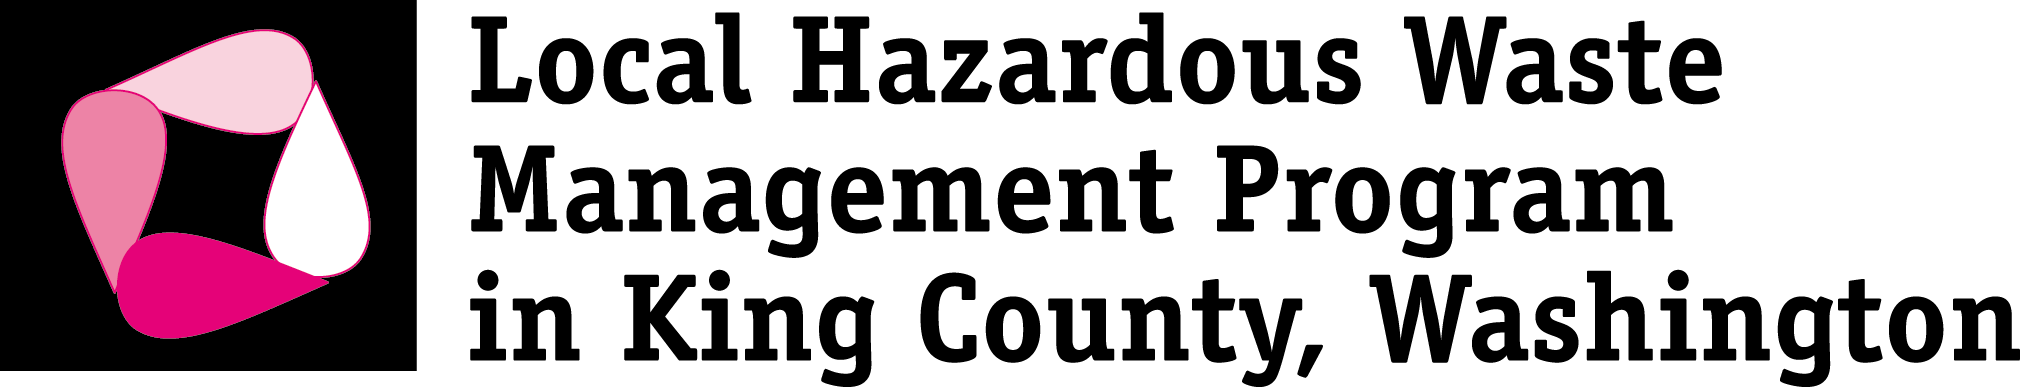 Local Hazardous Waste
Management Program
in King County, Washington